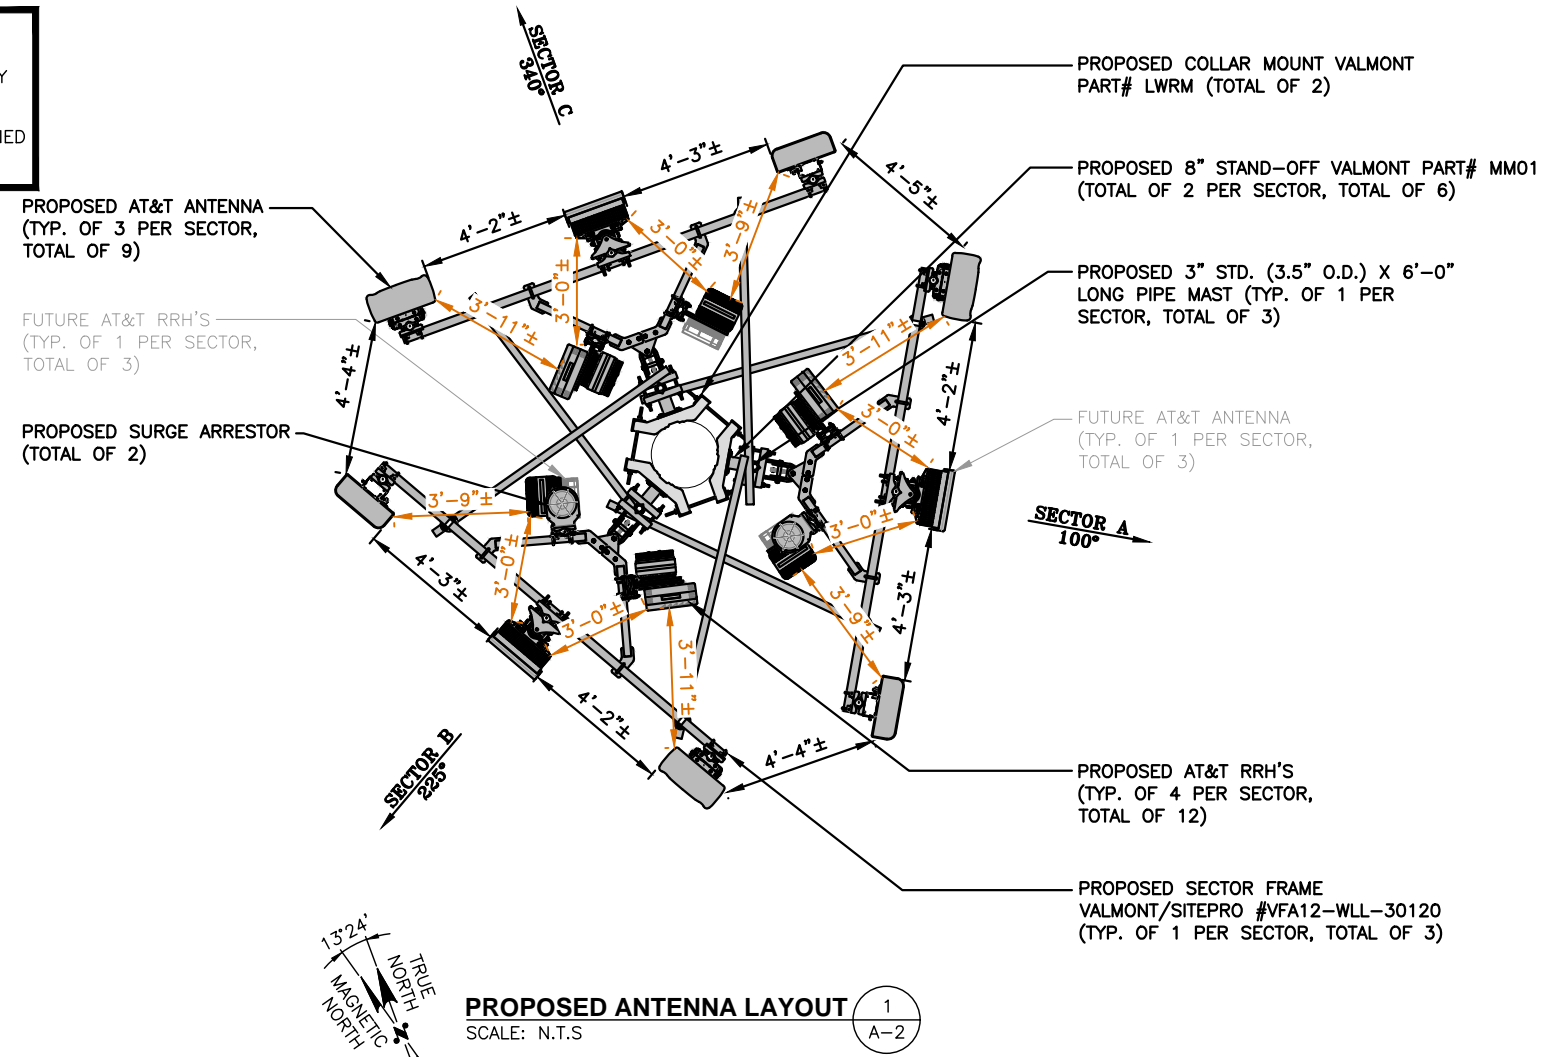 Y
IED
SECTOR C
340°
PROPOSED COLLAR MOUNT VALMONT
PART# LWRM (TOTAL OF 2)
PROPOSED 8" STAND-OFF VALMONT PART# MM01
(TOTAL OF 2 PER SECTOR, TOTAL OF 6)
PROPOSED 3" STD. (3.5" O.D.) X 6'-0"
LONG PIPE MAST (TYP. OF 1 PER
SECTOR, TOTAL OF 3)
FUTURE AT&T ANTENNA
(TYP. OF 1 PER SECTOR,
TOTAL OF 3)
PROPOSED AT&T ANTENNA
(TYP. OF 3 PER SECTOR,
TOTAL OF 9)
FUTURE AT&T RRH'S
(TYP. OF 1 PER SECTOR,
TOTAL OF 3)
PROPOSED SURGE ARRESTOR
(TOTAL OF 2)
4'-3"±
4'-5"±
4'-2"±
3'-0"±
3'-9"±
3'-0"±
3'-11"±
3'-11"±
4'-4"±
4'-2"±
3'-0"±
3'-9"±
3'-0"±
SECTOR A
100°
4'-3"±
3'-0"±
4'-3"±
3'-0"±
3'-9"±
3'-11"±
4'-2"±
4'-4"±
SECTOR B
225°
PROPOSED AT&T RRH'S
(TYP. OF 4 PER SECTOR,
TOTAL OF 12)
PROPOSED SECTOR FRAME
VALMONT/SITEPRO #VFA12-WLL-30120
(TYP. OF 1 PER SECTOR, TOTAL OF 3)
13°24'
TRUE
NORTH
MAGNETIC
NORTH
N
PROPOSED ANTENNA LAYOUT
SCALE: N.T.S
1
A-2